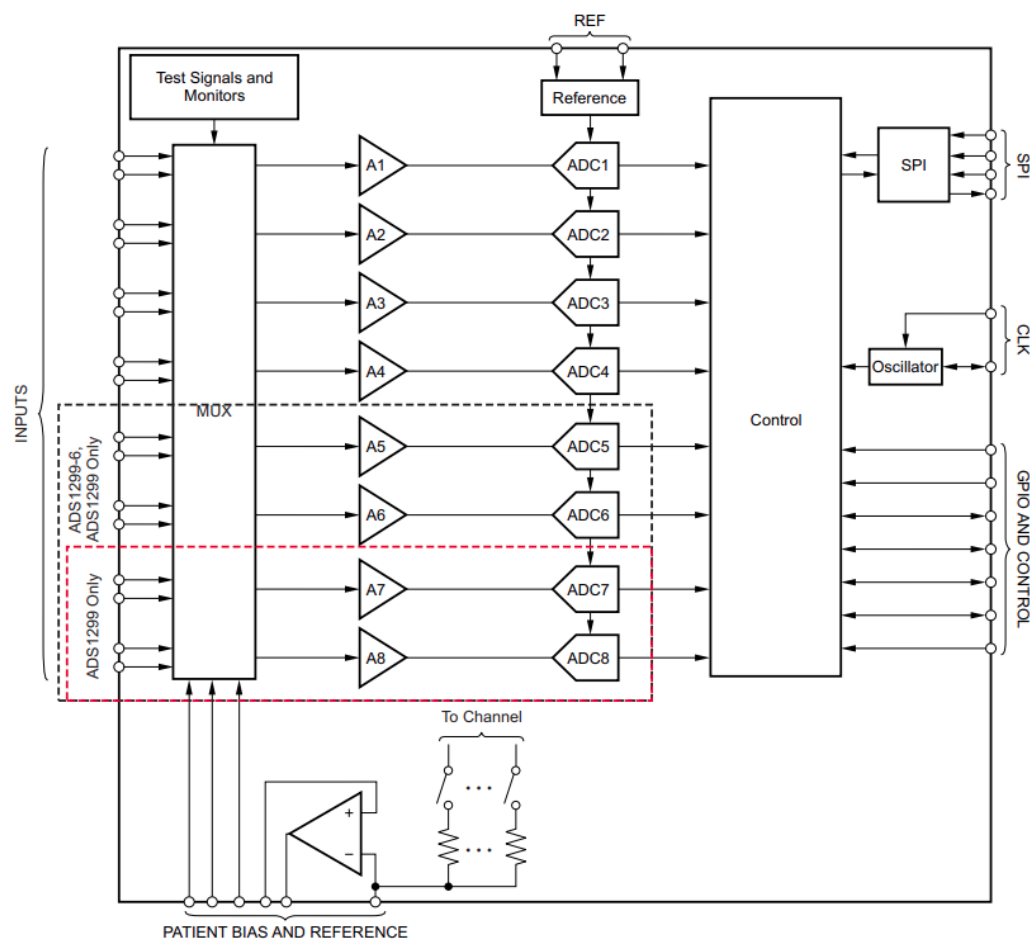 REF
Test Signals and
Monitors
Reference
A1
ADC1
SPI
SPI
A2
ADC2
A3
ADC3
A4
ADC4
Oscillator
CLK
INPUTS
MUX
Control
ADS1299-6,
ADS1299 Only
A5
ADC5
A6
ADC6
GPIO AND CONTROL
ADS1299 Only
A7
ADC7
A8
ADC8
To Channel
+
−
PATIENT BIAS AND REFERENCE